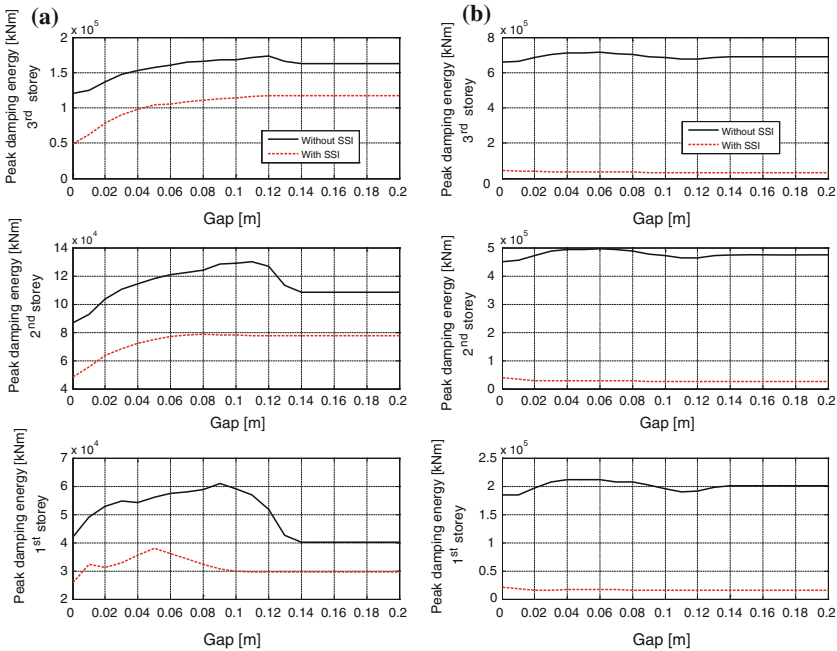 (a)
(b)
x 10^5
Peak damping energy [kNm]
3rd storey
2
1.5
1
0.5
0
Without SSI
With SSI
0 0.02 0.04 0.06 0.08 0.1 0.12 0.14 0.16 0.18 0.2
Gap [m]
x 10^5
Peak damping energy [kNm]
3rd storey
8
6
4
2
0
Without SSI
With SSI
0 0.02 0.04 0.06 0.08 0.1 0.12 0.14 0.16 0.18 0.2
Gap [m]
x 10^4
Peak damping energy [kNm]
2nd storey
14
12
10
8
6
4
0 0.02 0.04 0.06 0.08 0.1 0.12 0.14 0.16 0.18 0.2
Gap [m]
x 10^5
Peak damping energy [kNm]
2nd storey
5
4
3
2
1
0
0 0.02 0.04 0.06 0.08 0.1 0.12 0.14 0.16 0.18 0.2
Gap [m]
x 10^4
Peak damping energy [kNm]
1st storey
7
6
5
4
3
2
0 0.02 0.04 0.06 0.08 0.1 0.12 0.14 0.16 0.18 0.2
Gap [m]
x 10^5
Peak damping energy [kNm]
1st storey
2.5
2
1.5
1
0.5
0
0 0.02 0.04 0.06 0.08 0.1 0.12 0.14 0.16 0.18 0.2
Gap [m]